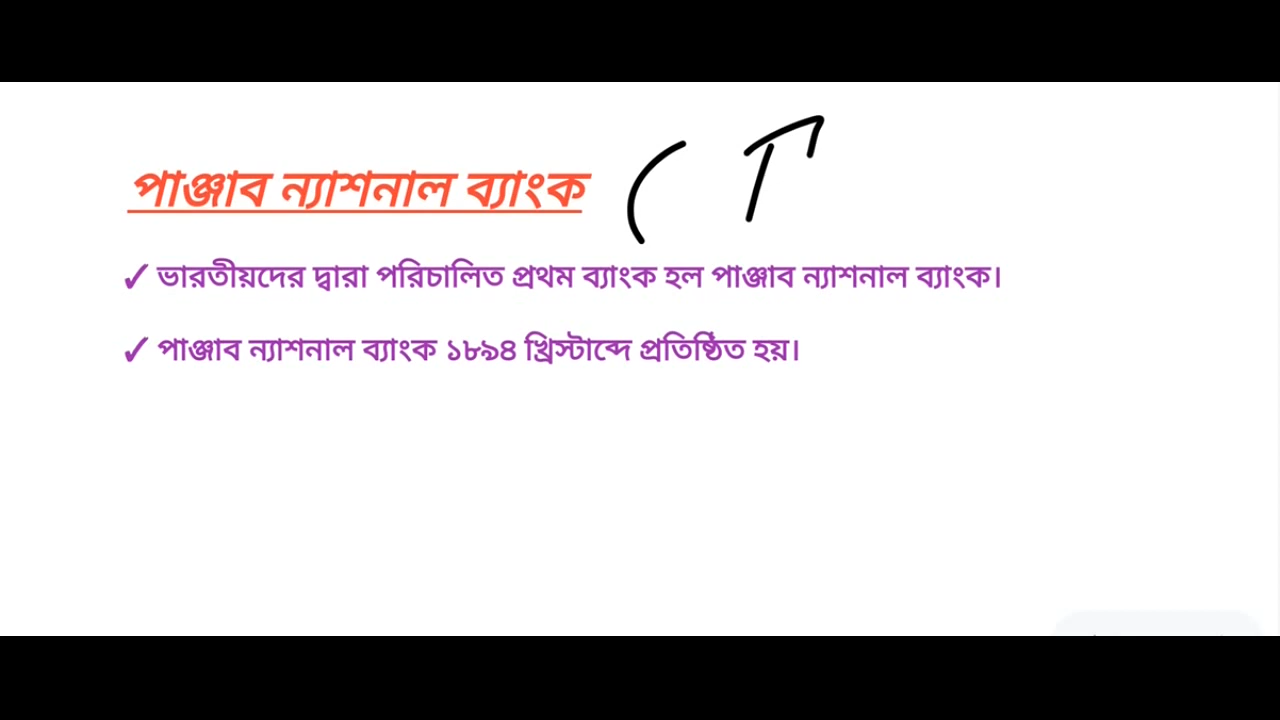 পাঞ্জাব ন্যাশনাল ব্যাংক (
✓ ভারতীয়দের দ্বারা পরিচালিত প্রথম ব্যাংক হল পাঞ্জাব ন্যাশনাল ব্যাংক।
✓ পাঞ্জাব ন্যাশনাল ব্যাংক ১৮৯৪ খ্রিস্টাব্দে প্রতিষ্ঠিত হয়।